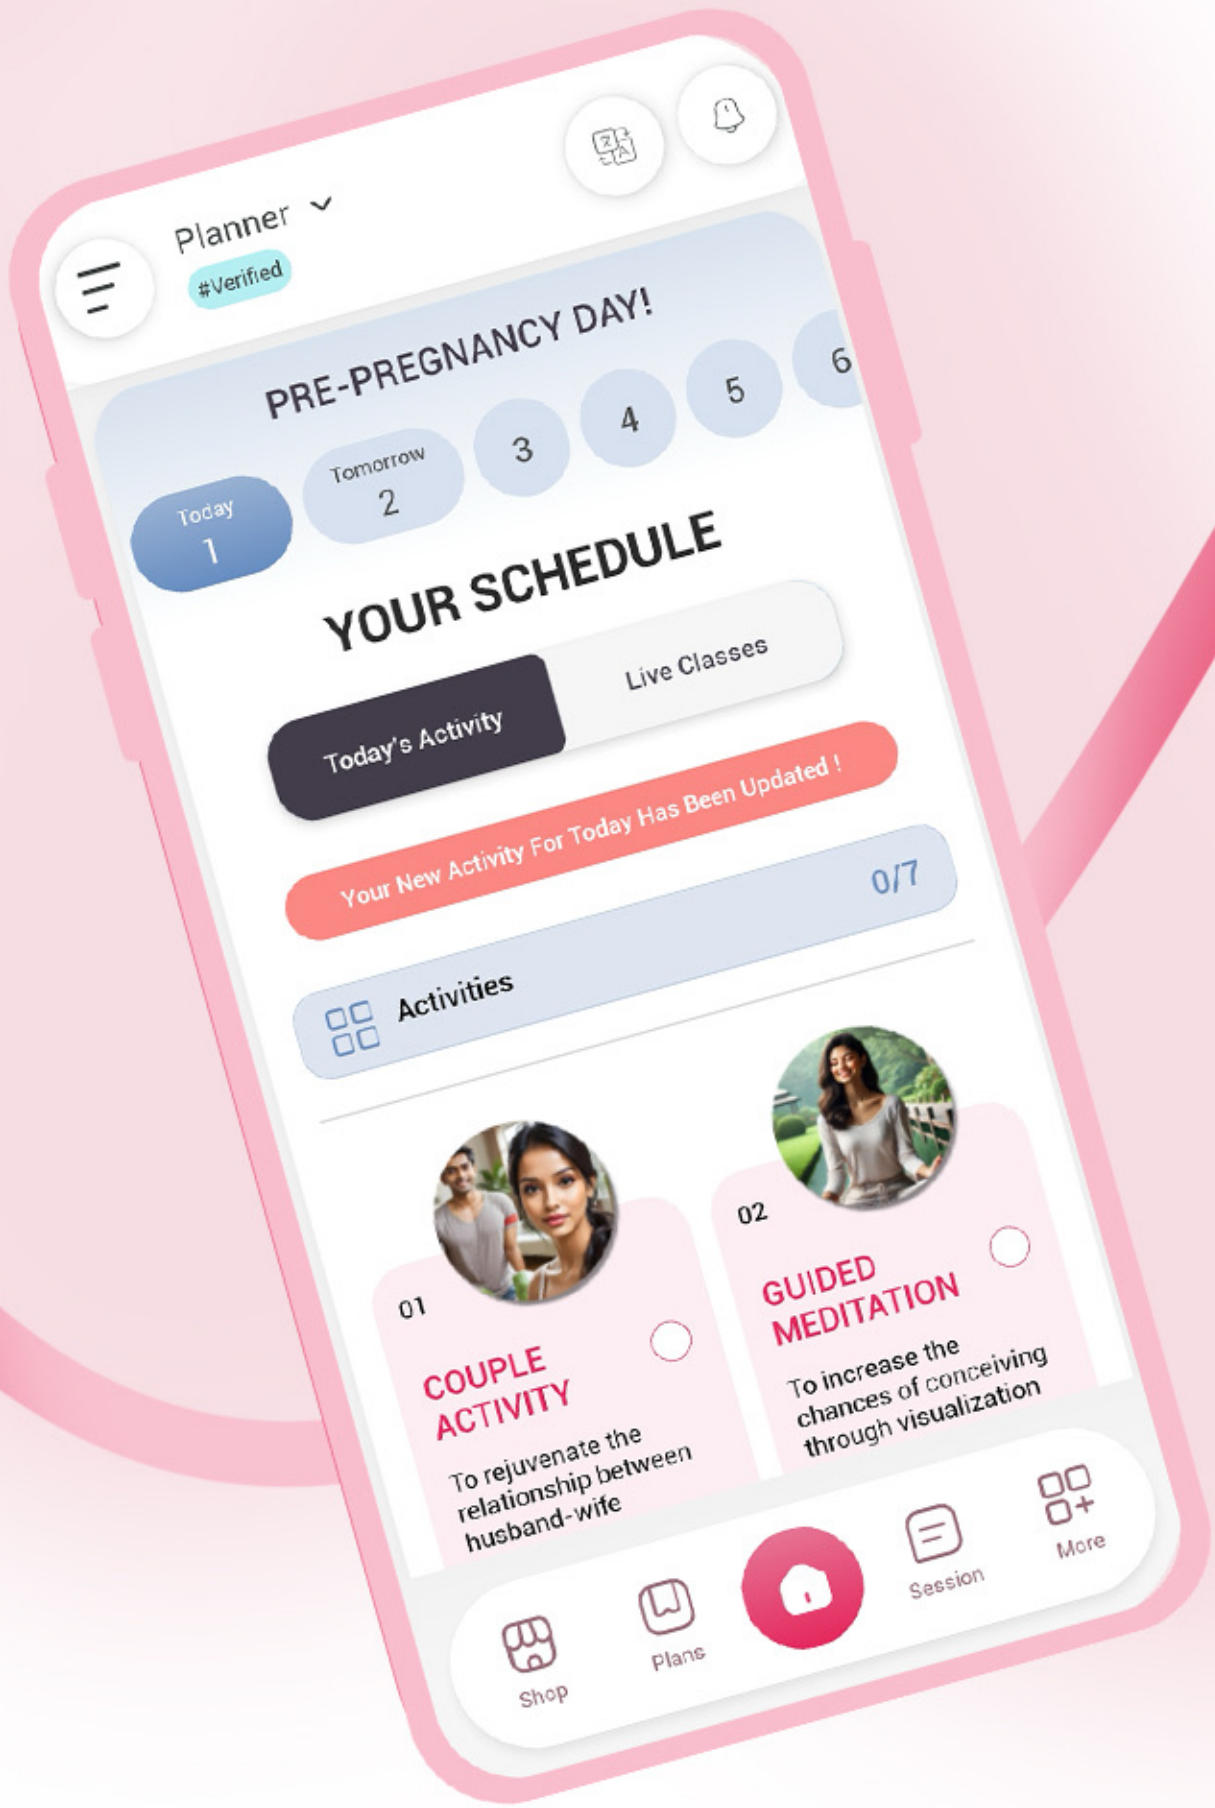 Planner
#Verified
PRE-PREGNANCY DAY!
Today
1
Tomorrow
2
3
4
5
6
YOUR SCHEDULE
Today's Activity
Live Classes
Your New Activity For Today Has Been Updated !
Activities
0/7
01
COUPLE
ACTIVITY
To rejuvenate the
relationship between
husband-wife
02
GUIDED
MEDITATION
To increase the
chances of conceiving
through visualization
Shop
Plans
Session
More